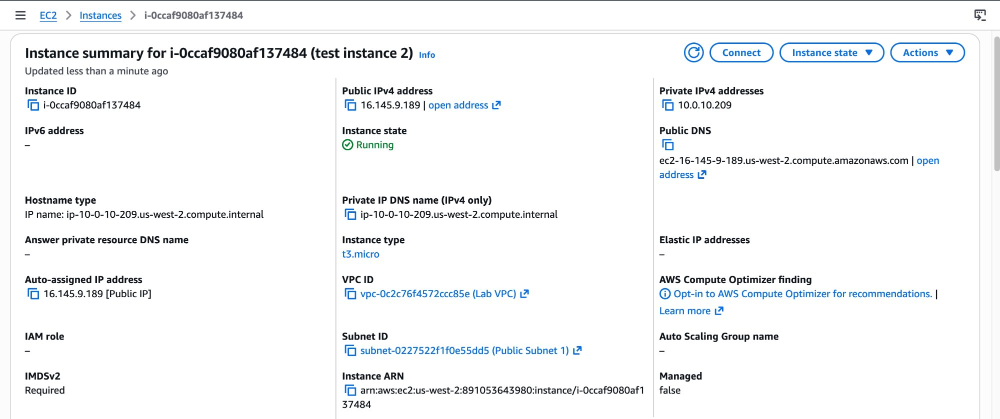 EC2 > Instances > i-0ccaf9080af137484
Instance summary for i-0ccaf9080af137484 (test instance 2) Info
Connect
Instance state
Actions
Updated less than a minute ago
Instance ID
i-0ccaf9080af137484
Public IPv4 address
16.145.9.189 | open address
Private IPv4 addresses
10.0.10.209
IPv6 address
–
Instance state
Running
Public DNS
ec2-16-145-9-189.us-west-2.compute.amazonaws.com | open
address
Hostname type
IP name: ip-10-0-10-209.us-west-2.compute.internal
Private IP DNS name (IPv4 only)
ip-10-0-10-209.us-west-2.compute.internal
Answer private resource DNS name
–
Instance type
t3.micro
Elastic IP addresses
–
Auto-assigned IP address
16.145.9.189 [Public IP]
VPC ID
vpc-0c2c76f4572ccc85e (Lab VPC)
AWS Compute Optimizer finding
Opt-in to AWS Compute Optimizer for recommendations. |
Learn more
IAM role
–
Subnet ID
subnet-0227522f1f0e55dd5 (Public Subnet 1)
Auto Scaling Group name
–
IMDSv2
Required
Instance ARN
arn:aws:ec2:us-west-2:891053643980:instance/i-0ccaf9080af1
37484
Managed
false